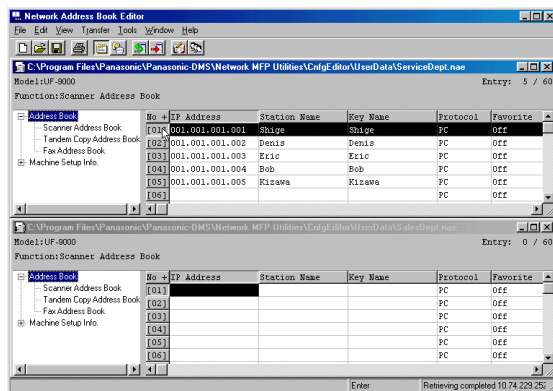 Network Address Book Editor
File Edit View Transfer Tools Window Help
C:\Program Files\Panasonic\Panasonic-DMS\Network MFP Utilities\CnfgEditor\UserData\ServiceDept.nae
Model:UF-9000 Entry: 5 / 60
Function:Scanner Address Book
Address Book
Scanner Address Book
Tandem Copy Address Book
Fax Address Book
Machine Setup Info.
No + IP Address Station Name Key Name Protocol Favorite
[01] 001.001.001.001 Shige Shige PC Off
[02] 001.001.001.002 Denis Denis PC Off
[03] 001.001.001.003 Eric Eric PC Off
[04] 001.001.001.004 Bob Bob PC Off
[05] 001.001.001.005 Kizawa Kizawa PC Off
[06] PC Off
C:\Program Files\Panasonic\Panasonic-DMS\Network MFP Utilities\CnfgEditor\UserData\SalesDept.nae
Model:UF-9000 Entry: 0 / 60
Function:Scanner Address Book
Address Book
Scanner Address Book
Tandem Copy Address Book
Fax Address Book
Machine Setup Info.
No + IP Address Station Name Key Name Protocol Favorite
[01] PC Off
[02] PC Off
[03] PC Off
[04] PC Off
[05] PC Off
[06] PC Off
Enter Retrieving completed 10.74.229.252